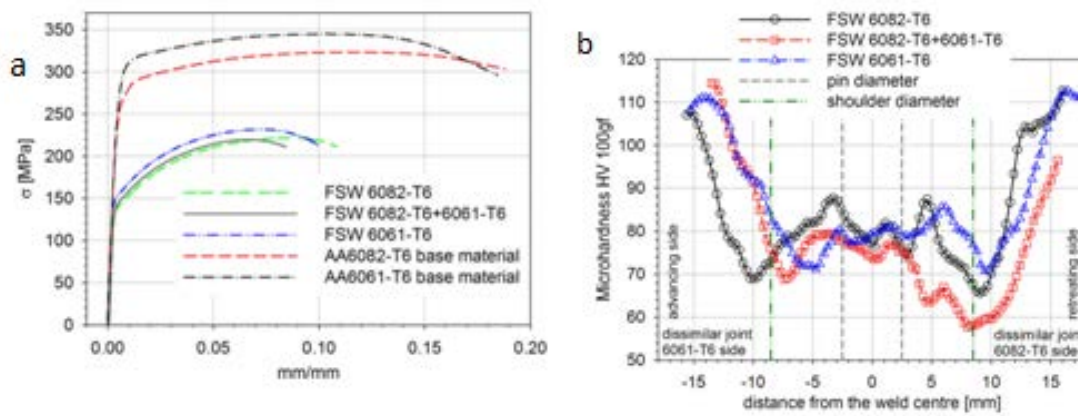 a
350
300
250
200
150
100
50
0
σ [MPa]
FSW 6082-T6
FSW 6082-T6+6061-T6
FSW 6061-T6
AA6082-T6 base material
AA6061-T6 base material
0.00 0.05 0.10 0.15 0.20
mm/mm
b
FSW 6082-T6
FSW 6082-T6+6061-T6
FSW 6061-T6
pin diameter
shoulder diameter
120
110
100
90
80
70
60
50
Microhardness HV 100gf
advancing side
retreating side
dissimilar joint
6061-T6 side
dissimilar joint
6082-T6 side
-15 -10 -5 0 5 10 15
distance from the weld centre [mm]